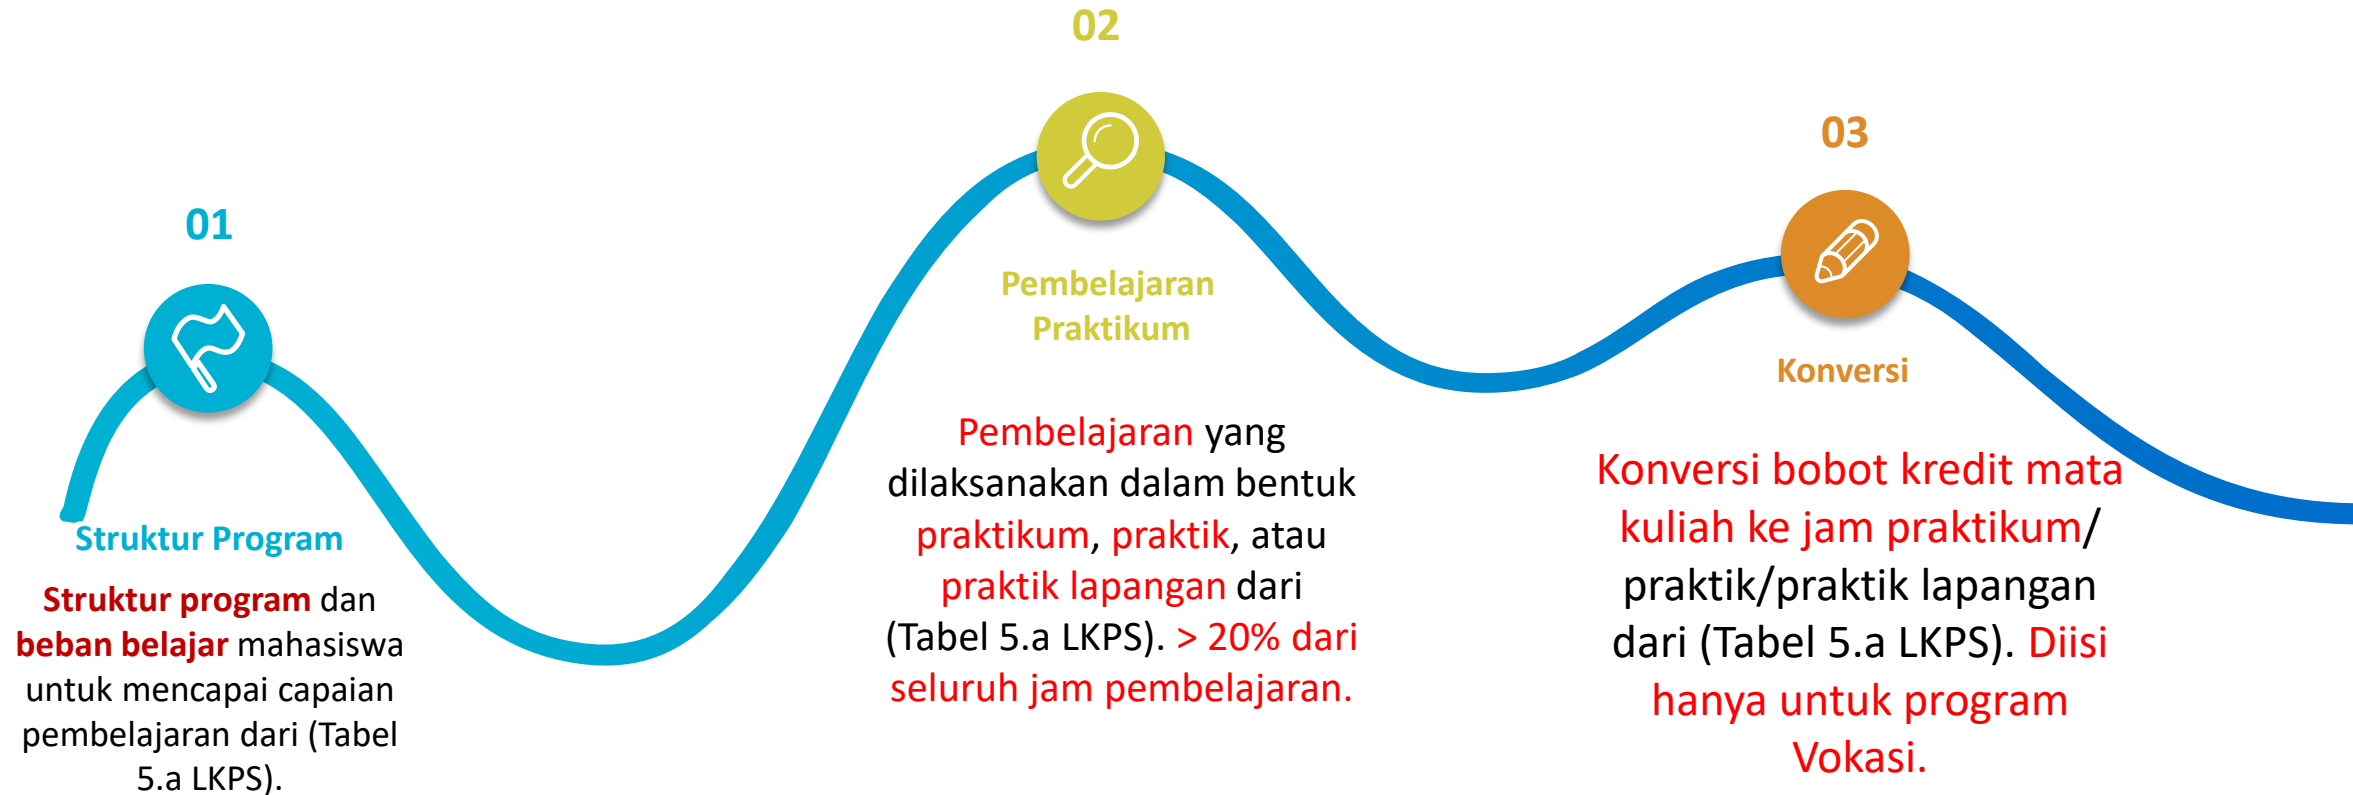 01
Struktur Program
Struktur program dan
beban belajar mahasiswa
untuk mencapai capaian
pembelajaran dari (Tabel
5.a LKPS).
02
Pembelajaran
Praktikum
Pembelajaran yang
dilaksanakan dalam bentuk
praktikum, praktik, atau
praktik lapangan dari
(Tabel 5.a LKPS). > 20% dari
seluruh jam pembelajaran.
03
Konversi
Konversi bobot kredit mata
kuliah ke jam praktikum/
praktik/praktik lapangan
dari (Tabel 5.a LKPS). Diisi
hanya untuk program
Vokasi.